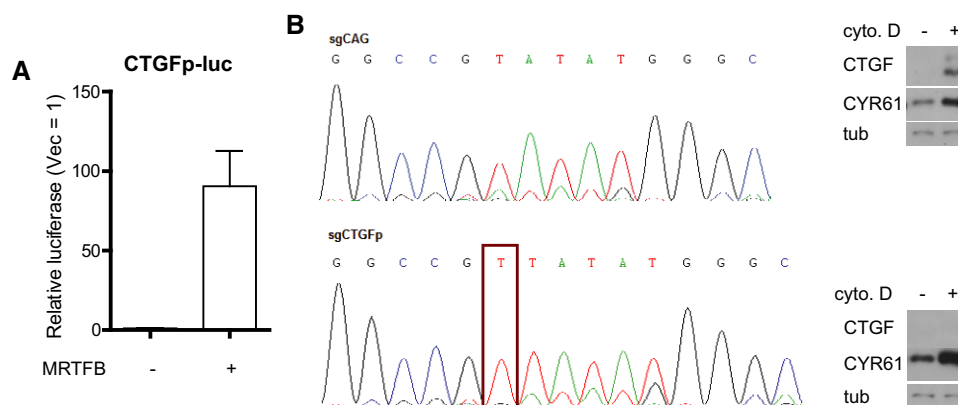 A
CTGFp-luc
Relative luciferase (Vec = 1)
150
100
50
0
MRTFB - +
B
sgCAG
G G C C G T A T A T G G G C
cyto. D - +
CTGF
CYR61
tub
sgCTGFp
G G C C G T T A T A T G G G C
cyto. D - +
CTGF
CYR61
tub